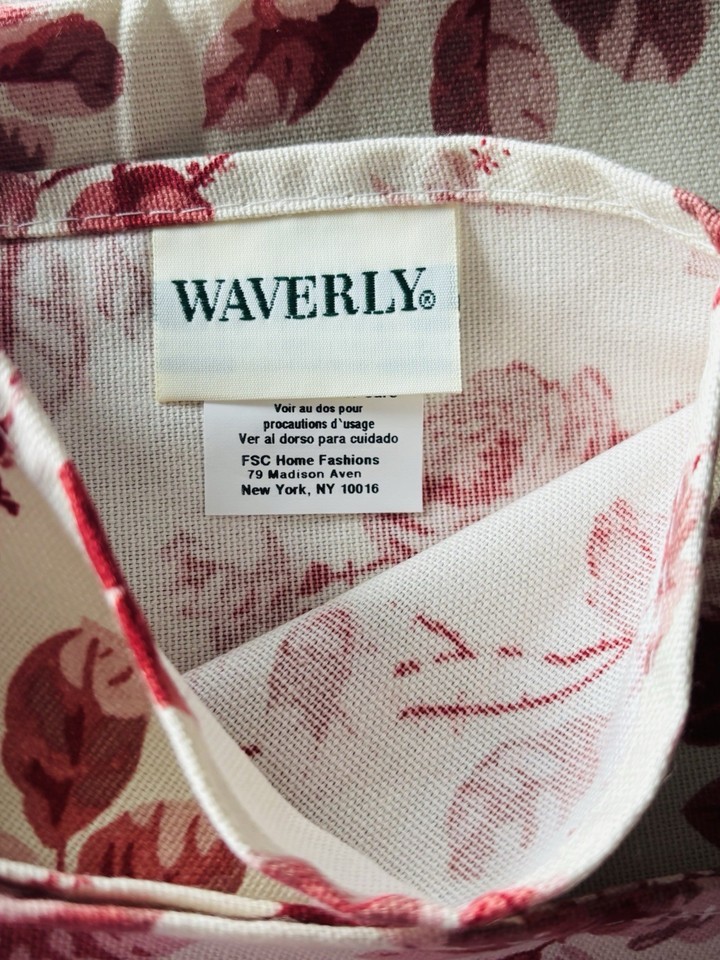 WAVERLY®
Voir au dos pour
procautions d`usage
Ver al dorso para cuidado
FSC Home Fashions
79 Madison Aven
New York, NY 10016